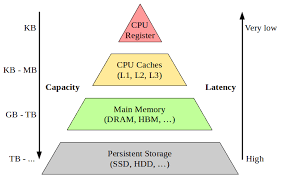 KB
CPU
Register
Very low
KB - MB
CPU Caches
(L1, L2, L3)
Capacity
Latency
GB - TB
Main Memory
(DRAM, HBM, …)
TB - ...
Persistent Storage
(SSD, HDD, …)
High